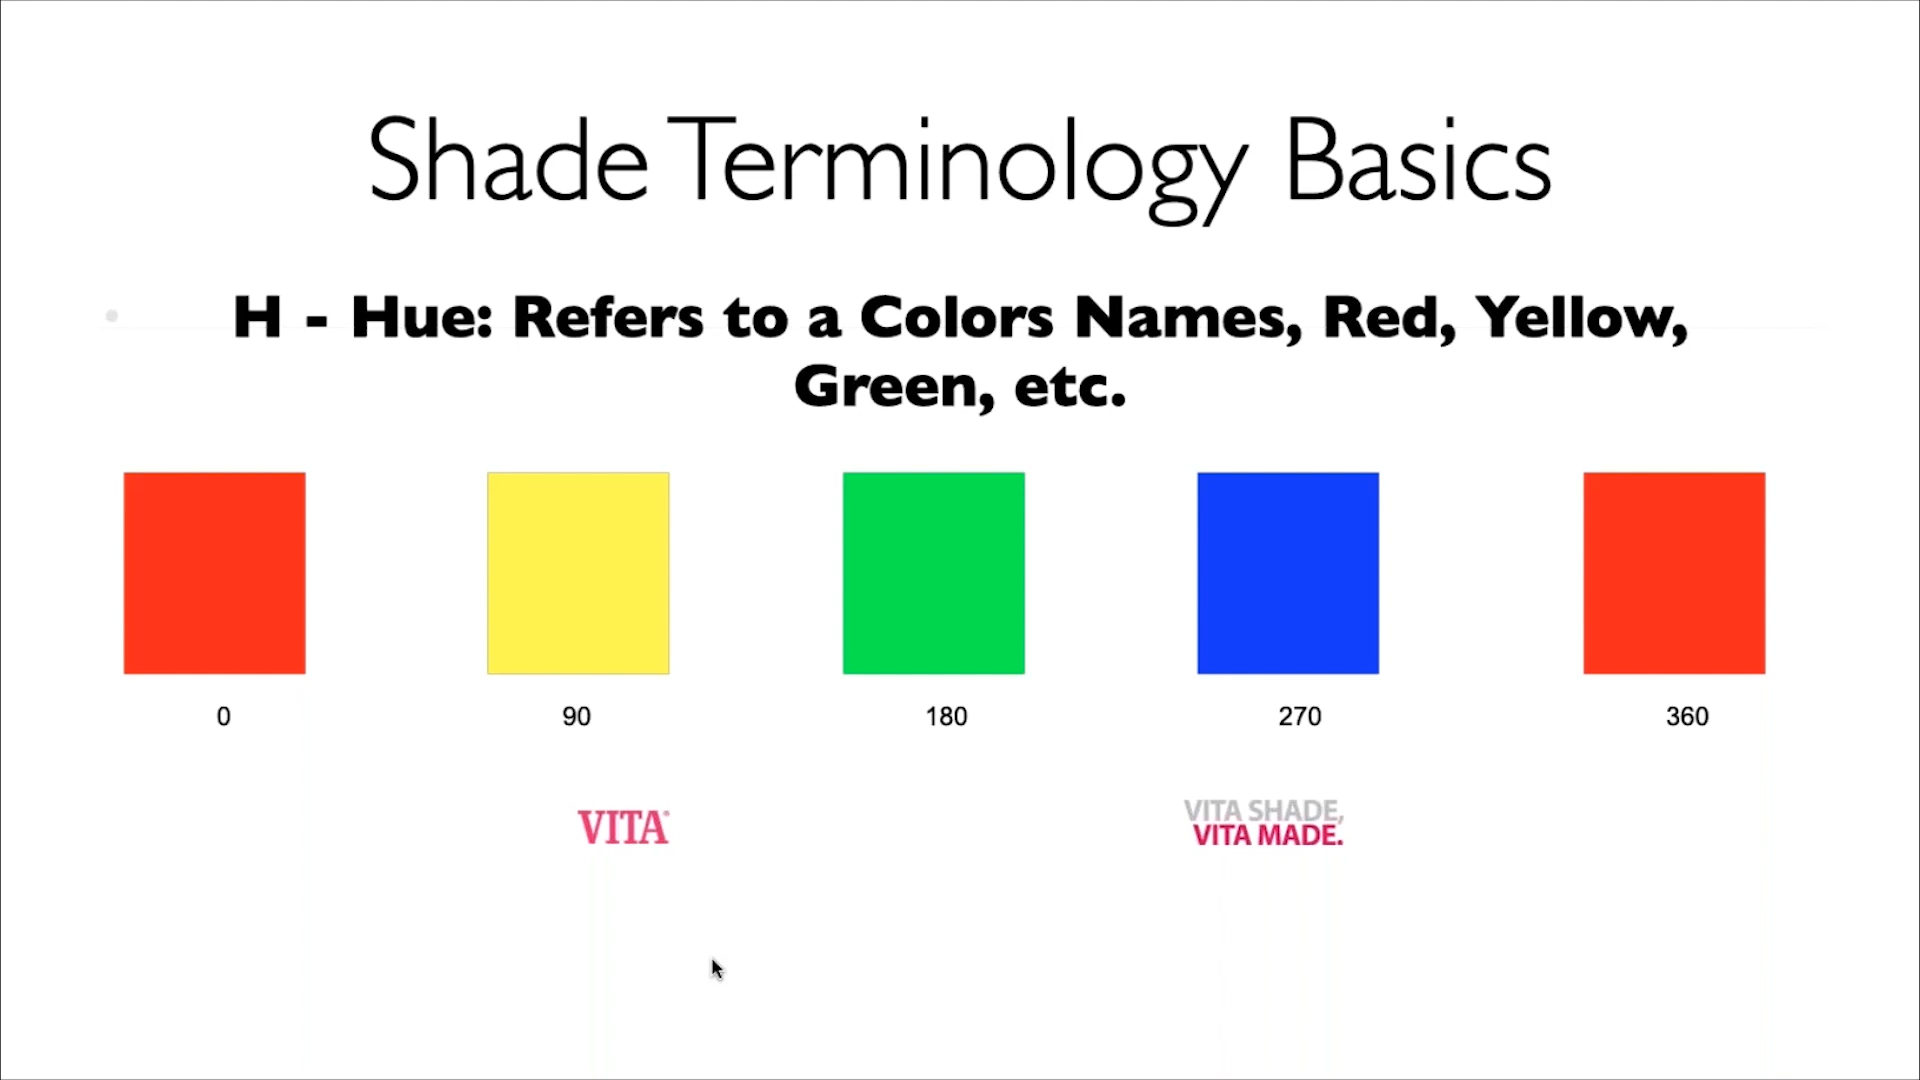 Shade Terminology Basics
H - Hue: Refers to a Colors Names, Red, Yellow,
Green, etc.
0 90 180 270 360
VITA®
VITA SHADE,
VITA MADE.